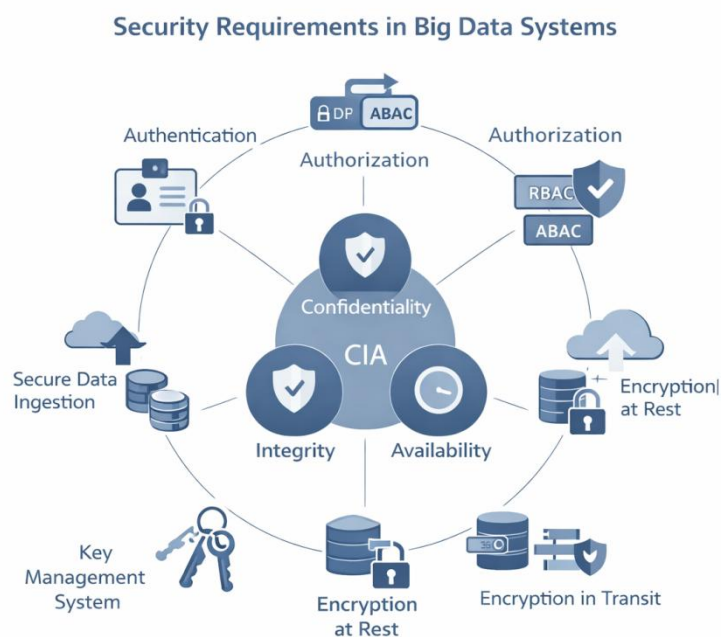 Security Requirements in Big Data Systems
DP ABAC
Authentication
Authorization
Authorization
RBAC
ABAC
Confidentiality
CIA
Secure Data
Ingestion
Encryption
at Rest
Integrity
Availability
Key
Management
System
Encryption
at Rest
Encryption in Transit